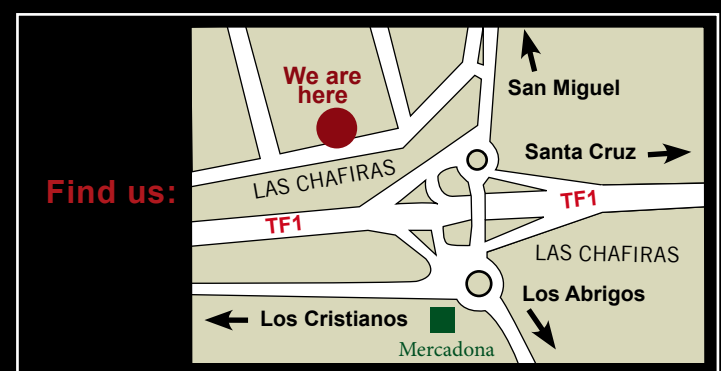 Find us:
We are
here
San Miguel
Santa Cruz
LAS CHAFIRAS
TF1
TF1
LAS CHAFIRAS
Los Abrigos
Los Cristianos
Mercadona